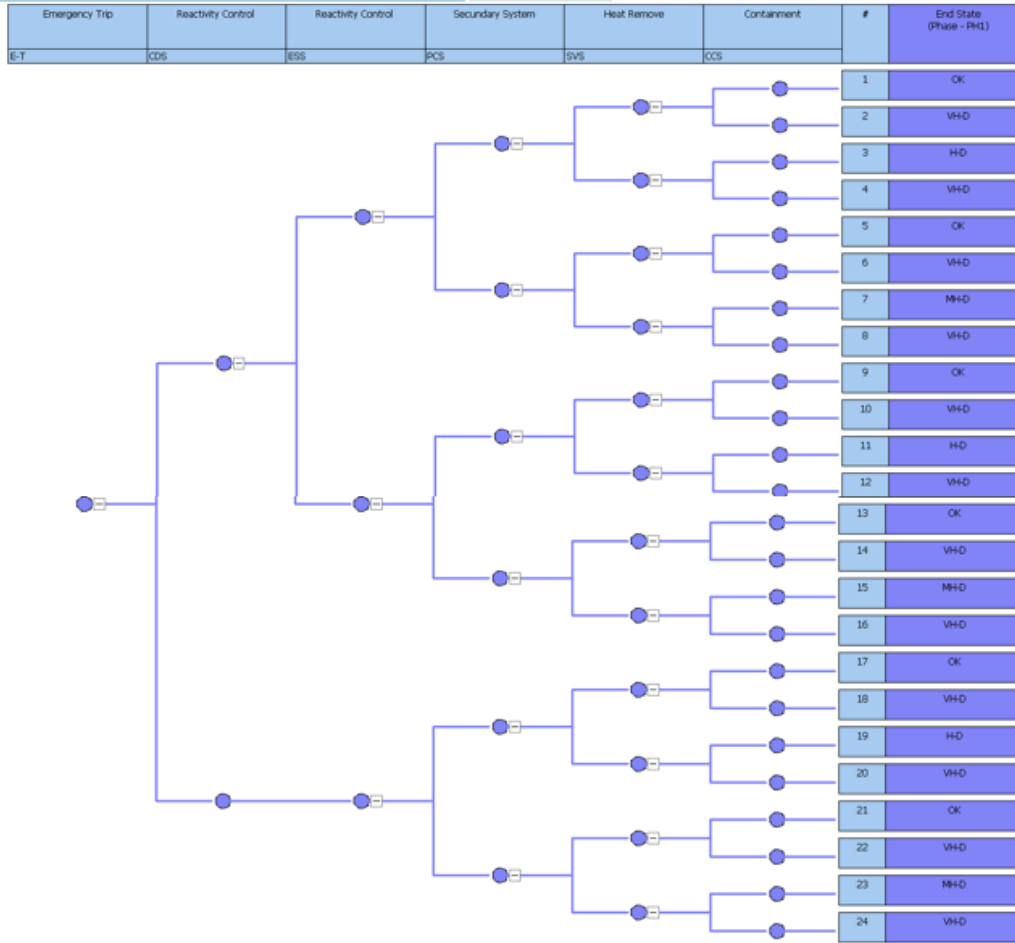 Emergency Trip Reactivity Control Reactivity Control Secundary System Heat Remove Containment # End State
(Phase - PH1)
E-T CDS ESS PCS SVS CCS
1 OK
2 VH-D
3 H-D
4 VH-D
5 OK
6 VH-D
7 MH-D
8 VH-D
9 OK
10 VH-D
11 H-D
12 VH-D
13 OK
14 VH-D
15 MH-D
16 VH-D
17 OK
18 VH-D
19 H-D
20 VH-D
21 OK
22 VH-D
23 MH-D
24 VH-D